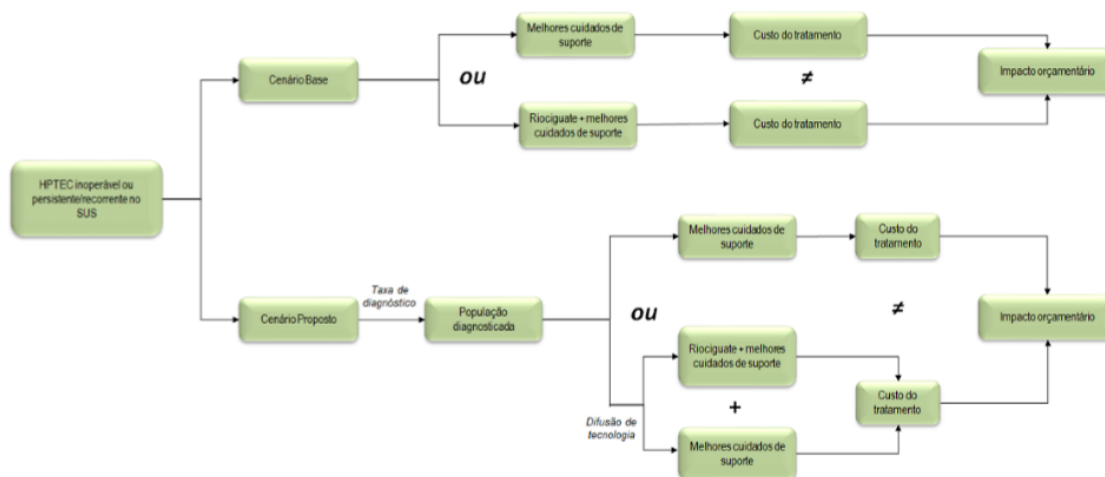 Melhores cuidados de
suporte
Custo do tratamento
Cenário Base
ou
≠
Impacto orçamentário
Riociguate + melhores
cuidados de suporte
Custo do tratamento
HPTEC inoperável ou
persistente/recorrente no
SUS
Melhores cuidados de
suporte
Custo do
tratamento
Taxa de
diagnóstico
Cenário Proposto
População
diagnosticada
ou
≠
Impacto orçamentário
Riociguate + melhores
cuidados de suporte
+
Custo do
tratamento
Difusão de
tecnologia
Melhores cuidados de
suporte